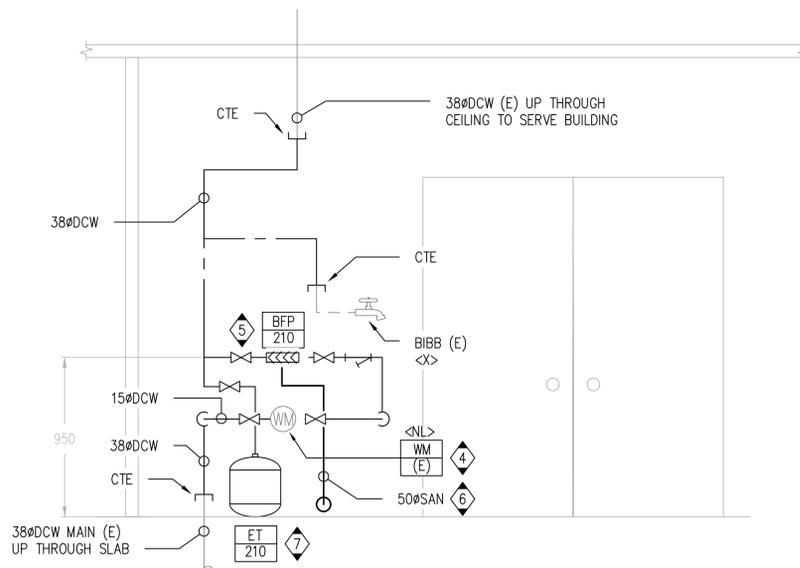 CTE
38øDCW (E) UP THROUGH
CEILING TO SERVE BUILDING
38øDCW
CTE
5
BFP
210
BIBB (E)
<X>
15øDCW
WM
950
38øDCW
<NL>
WM
(E)
4
CTE
50øSAN
6
38øDCW MAIN (E)
UP THROUGH SLAB
ET
210
7